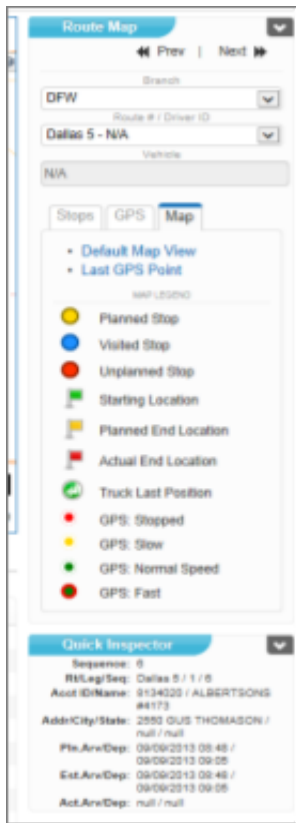 Route Map
Prev | Next
Branch
DFW
Route # / Driver ID
Dallas 5 - N/A
Vehicle
N/A
Stops GPS Map
Default Map View
Last GPS Point
MAP LEGEND
Planned Stop
Visited Stop
Unplanned Stop
Starting Location
Planned End Location
Actual End Location
Truck Last Position
GPS: Stopped
GPS: Slow
GPS: Normal Speed
GPS: Fast
Quick Inspector
Sequence: 6
Rt/Leg/Seq: Dallas 5 / 1 / 6
Acct ID/Name: 8134020 / ALBERTSONS
#4173
Addr/City/State: 2550 GUS THOMASON /
null / null
Pln.Arv/Dep: 09/09/2013 08:48 /
09/09/2013 09:05
Est.Arv/Dep: 09/09/2013 08:48 /
09/09/2013 09:05
Act.Arv/Dep: null / null